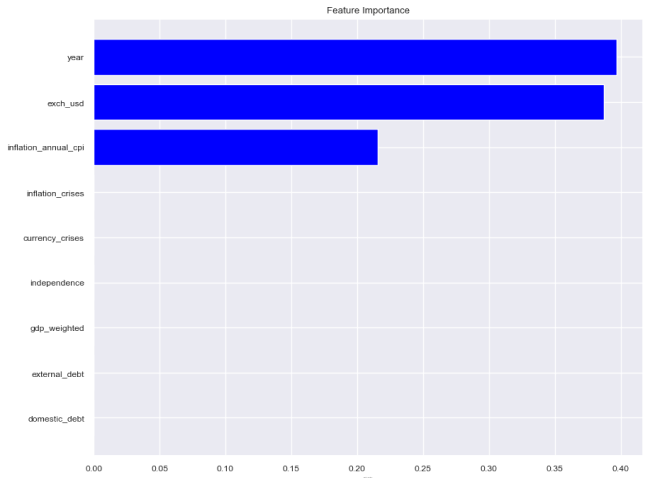 Feature Importance
year
exch_usd
inflation_annual_cpi
inflation_crises
currency_crises
independence
gdp_weighted
external_debt
domestic_debt
0.00 0.05 0.10 0.15 0.20 0.25 0.30 0.35 0.40